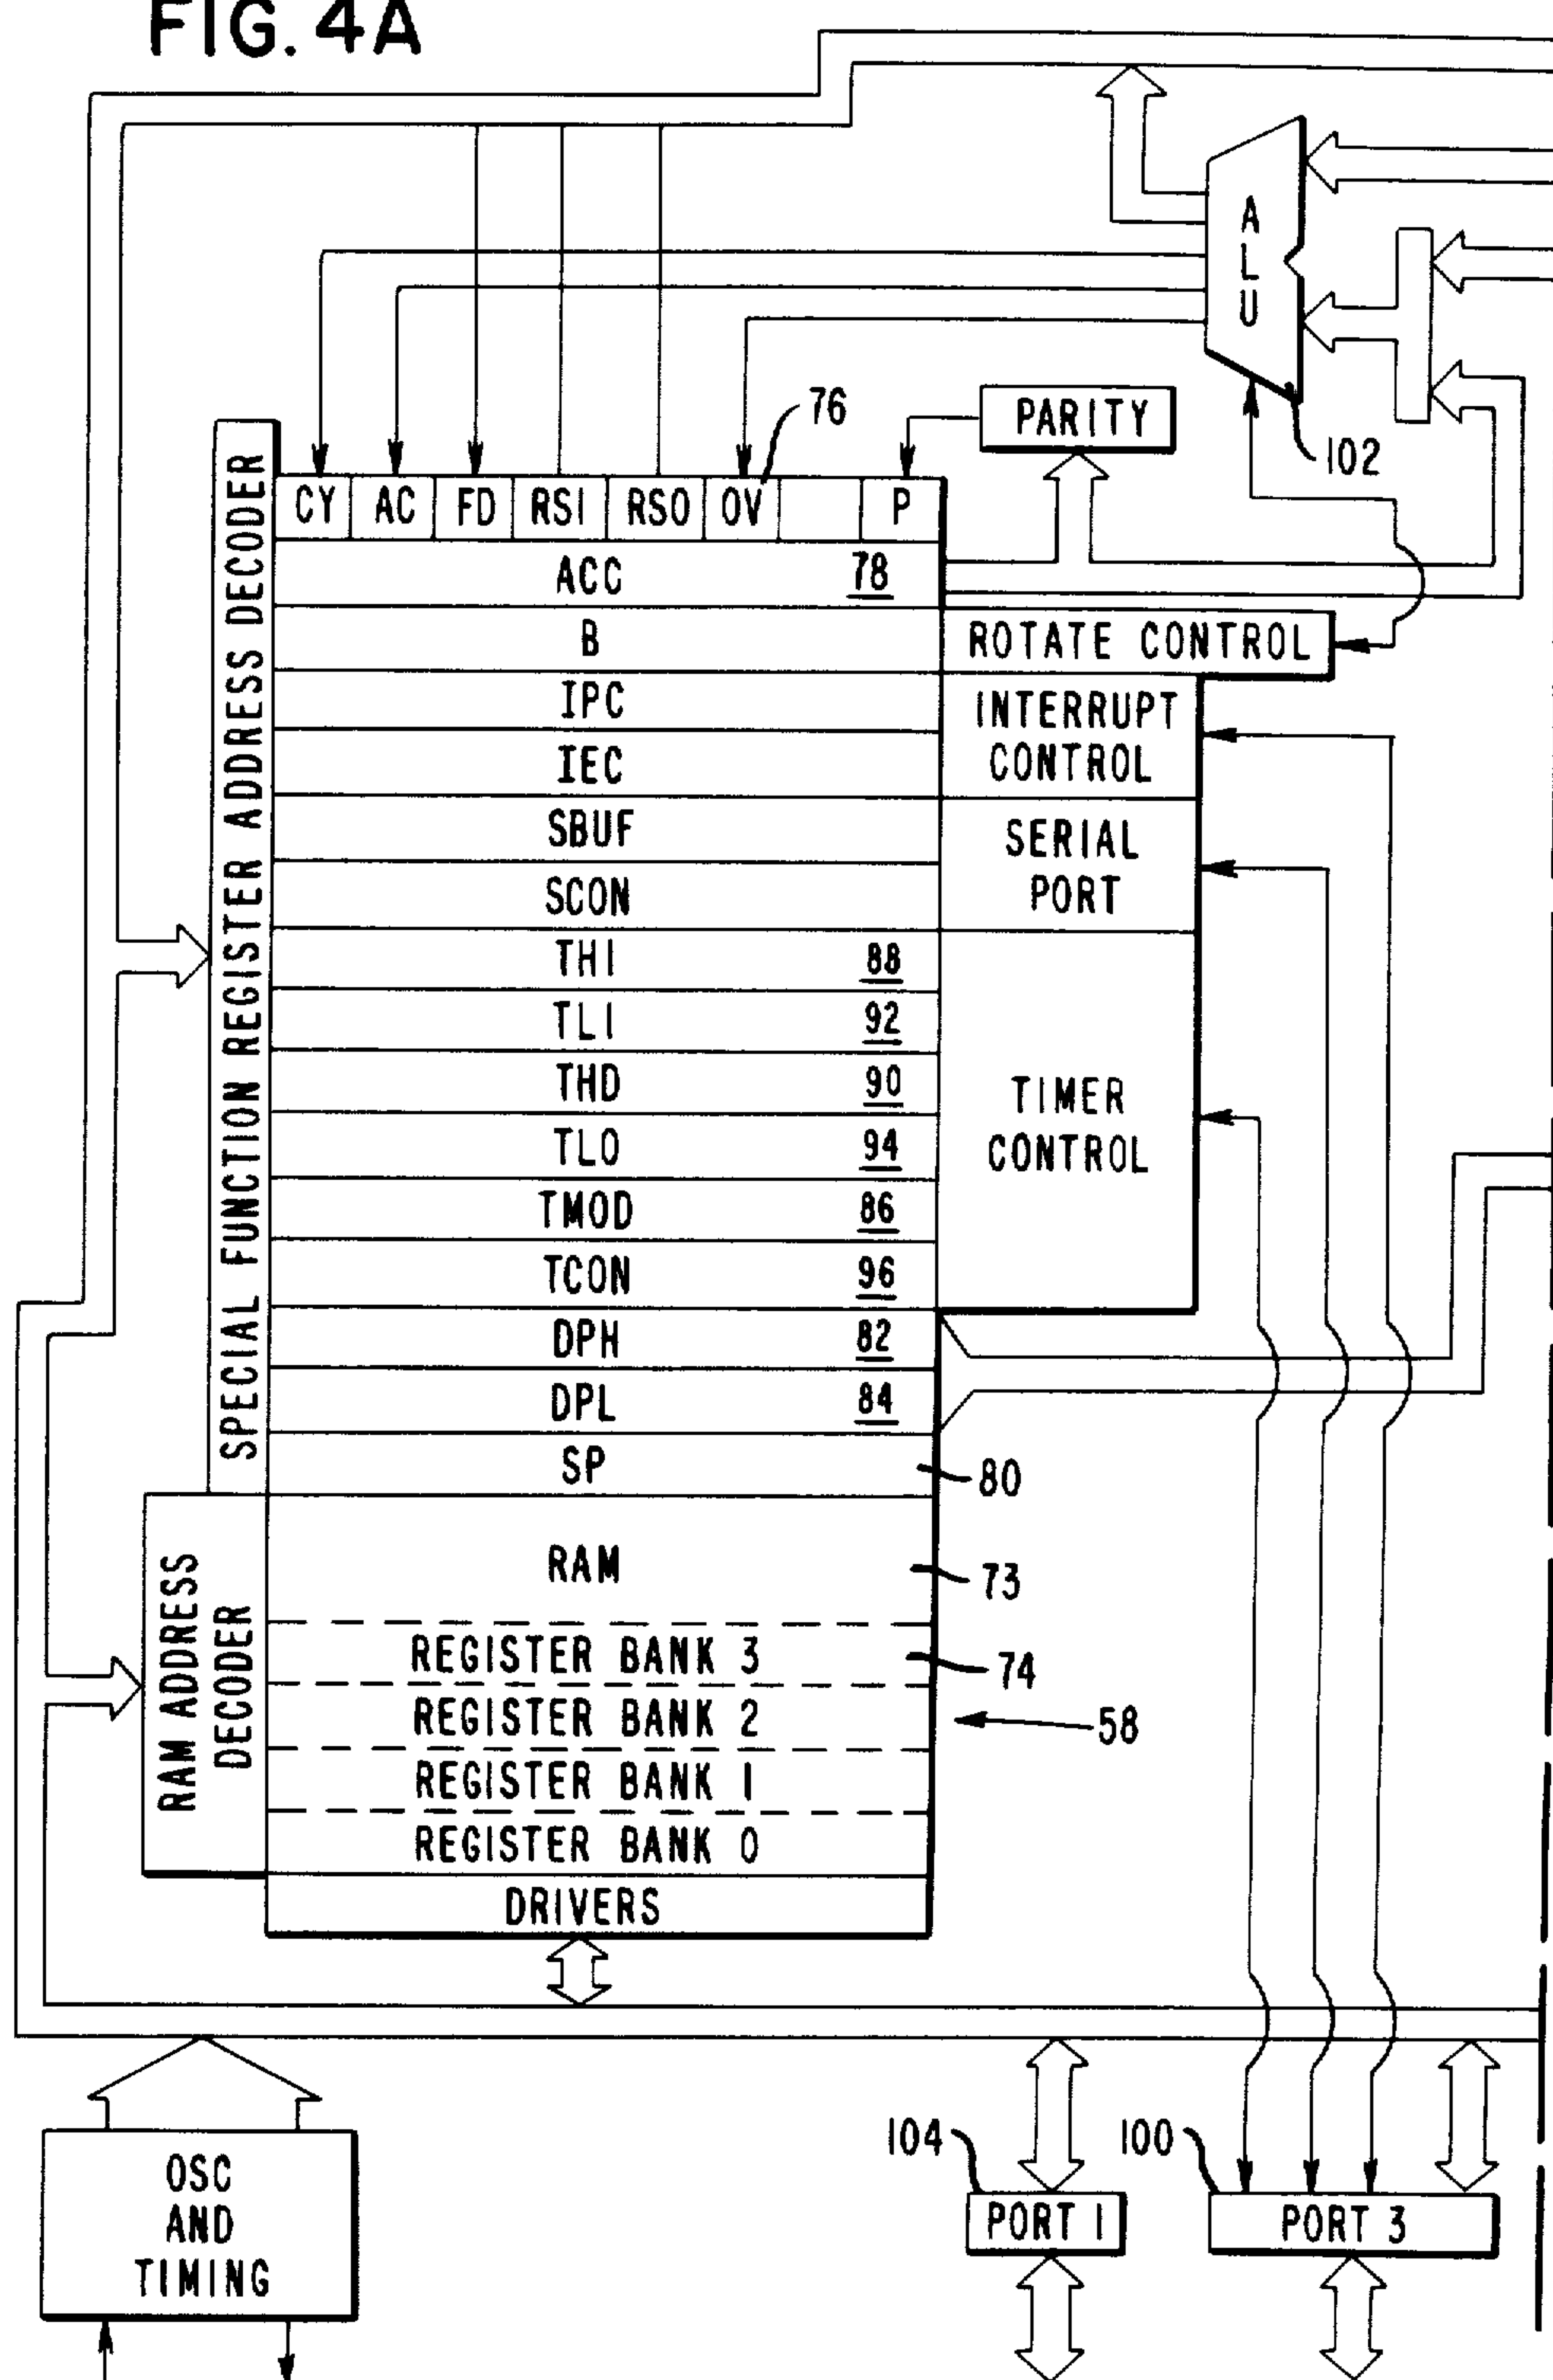 FIG. 4A
A
L
U
76
PARITY
102
CY AC FD RSI RSO OV P
ACC 78
B
ROTATE CONTROL
IPC
IEC
INTERRUPT
CONTROL
SBUF
SCON
SERIAL
PORT
THI 88
TLI 92
THD 90
TLO 94
TMOD 86
TCON 96
TIMER
CONTROL
DPH 82
DPL 84
SP 80
SPECIAL FUNCTION REGISTER ADDRESS DECODER
RAM 73
REGISTER BANK 3 74
REGISTER BANK 2
58
REGISTER BANK 1
REGISTER BANK 0
RAM ADDRESS
DECODER
DRIVERS
OSC
AND
TIMING
104
PORT 1
100
PORT 3